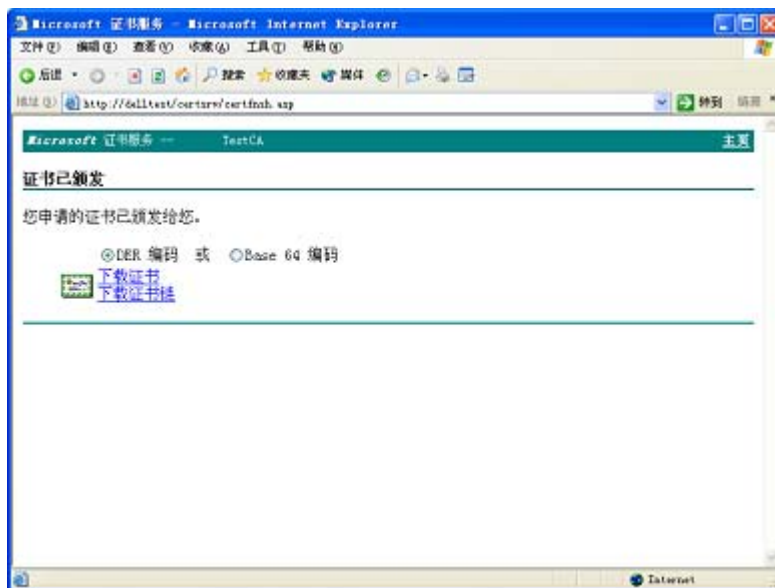 Microsoft 证书服务 - Microsoft Internet Explorer
文件(F) 编辑(E) 查看(V) 收藏(A) 工具(T) 帮助(H)
后退 搜索 收藏夹 媒体
地址(D) http://delltest/certsrv/certfnsh.asp 转到 链接
Microsoft 证书服务 -- TestCA 主页
证书已颁发
您申请的证书已颁发给您。
DER 编码 或 Base 64 编码
下载证书
下载证书链
Internet